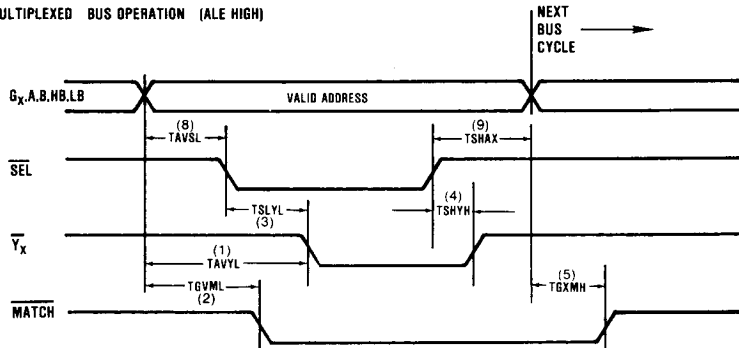 ULTIPLEXED BUS OPERATION (ALE HIGH)
NEXT
BUS
CYCLE
GX,A,B,HB,LB
VALID ADDRESS
(8)
TAVSL
(9)
TSHAX
SEL
TSLYL
(3)
(4)
TSHYH
YX
(1)
TAVYL
TGVML
(2)
(5)
TGXMH
MATCH